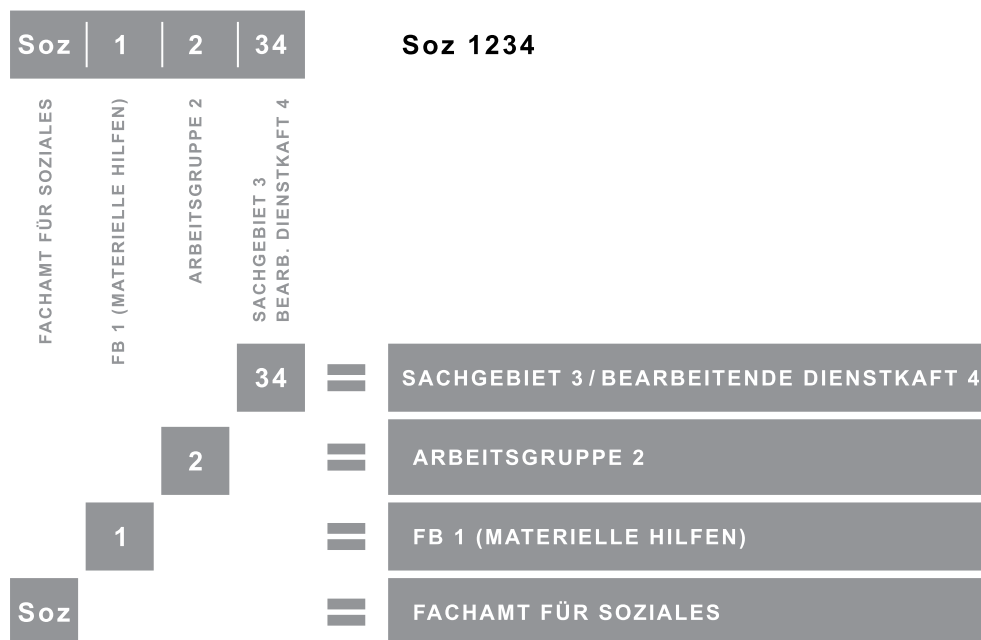 Soz 1 2 34 Soz 1234
FACHAMT FÜR SOZIALES
FB 1 (MATERIELLE HILFEN)
ARBEITSGRUPPE 2
SACHGEBIET 3
BEARB. DIENSTKAFT 4
34 = SACHGEBIET 3/BEARBEITENDE DIENSTKAFT 4
2 = ARBEITSGRUPPE 2
1 = FB 1 (MATERIELLE HILFEN)
Soz = FACHAMT FÜR SOZIALES